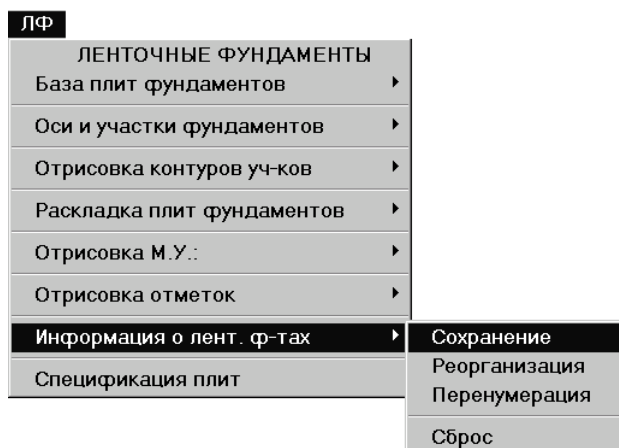 ЛФ
ЛЕНТОЧНЫЕ ФУНДАМЕНТЫ
База плит фундаментов
Оси и участки фундаментов
Отрисовка контуров уч-ков
Раскладка плит фундаментов
Отрисовка М.У.:
Отрисовка отметок
Информация о лент. ф-тах
Сохранение
Реорганизация
Перенумерация
Спецификация плит
Сброс